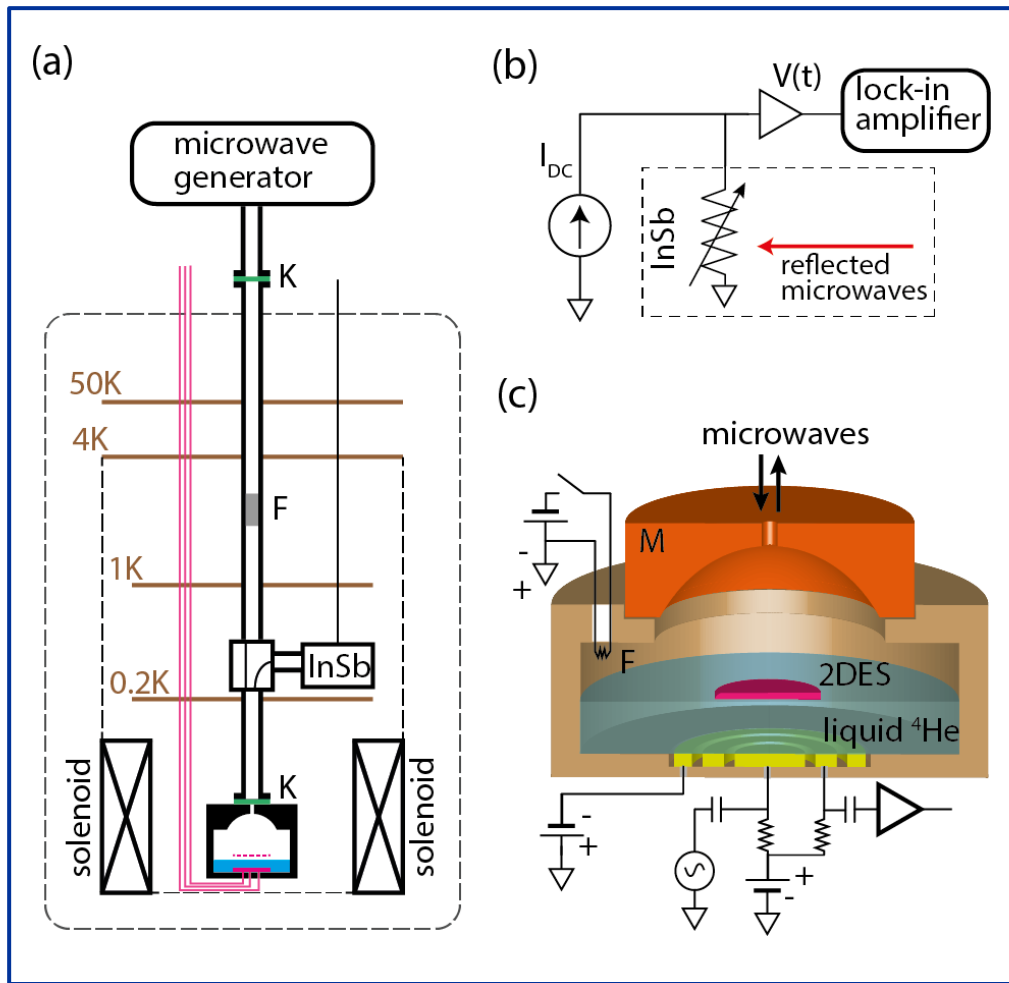 (a)
microwave
generator
K
50K
4K
F
1K
InSb
0.2K
K
solenoid
solenoid
(b)
V(t)
lock-in
amplifier
I_DC
InSb
reflected
microwaves
(c)
microwaves
M
-
+
F
2DES
liquid ⁴He
-
+
+
-